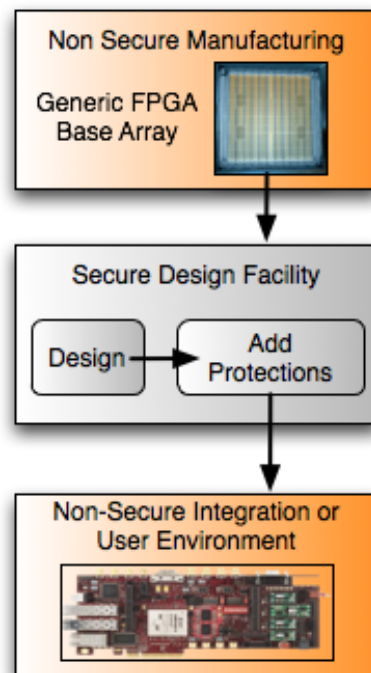 Non Secure Manufacturing
Generic FPGA
Base Array
Secure Design Facility
Design
Add
Protections
Non-Secure Integration or
User Environment